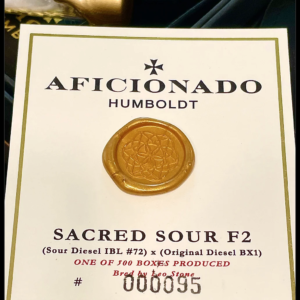 AFICIONADO
HUMBOLDT
SACRED SOUR F2
(Sour Diesel IBL #72) x (Original Diesel BX1)
ONE OF 300 BOXES PRODUCED
Bred by Leo Stone
# 000095